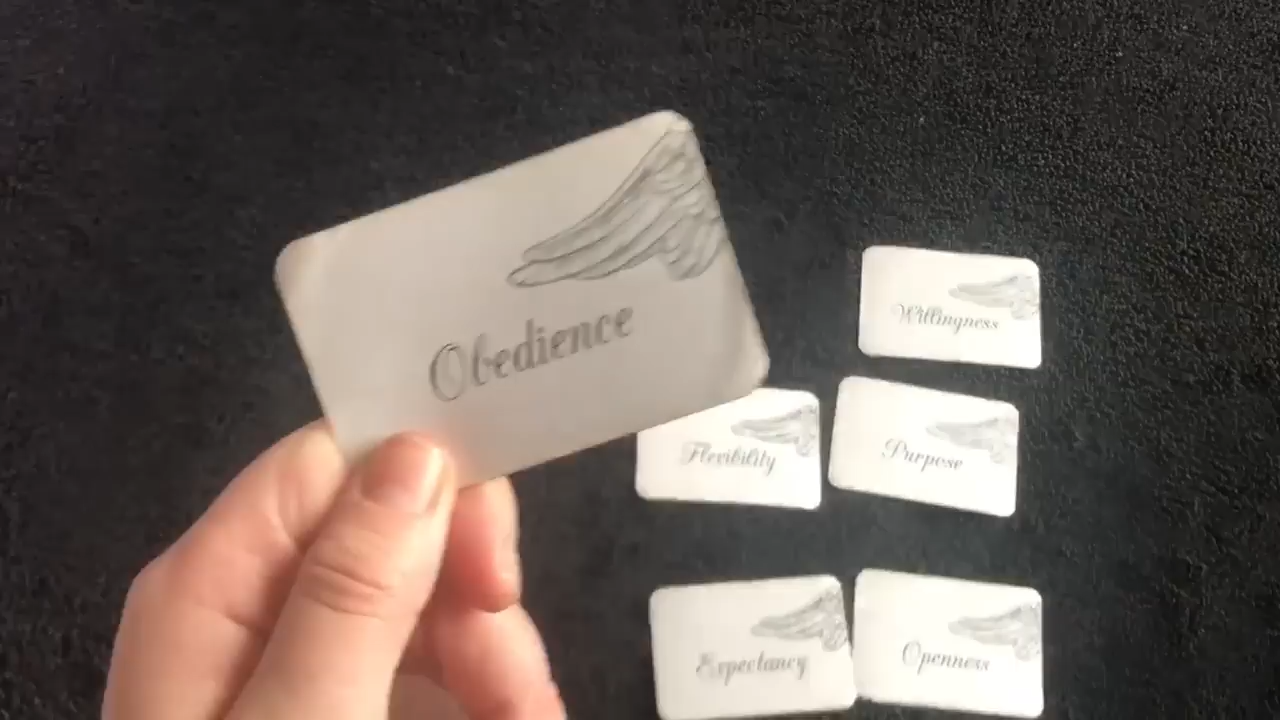 Obedience
Willingness
Flexibility
Purpose
Expectancy
Openness